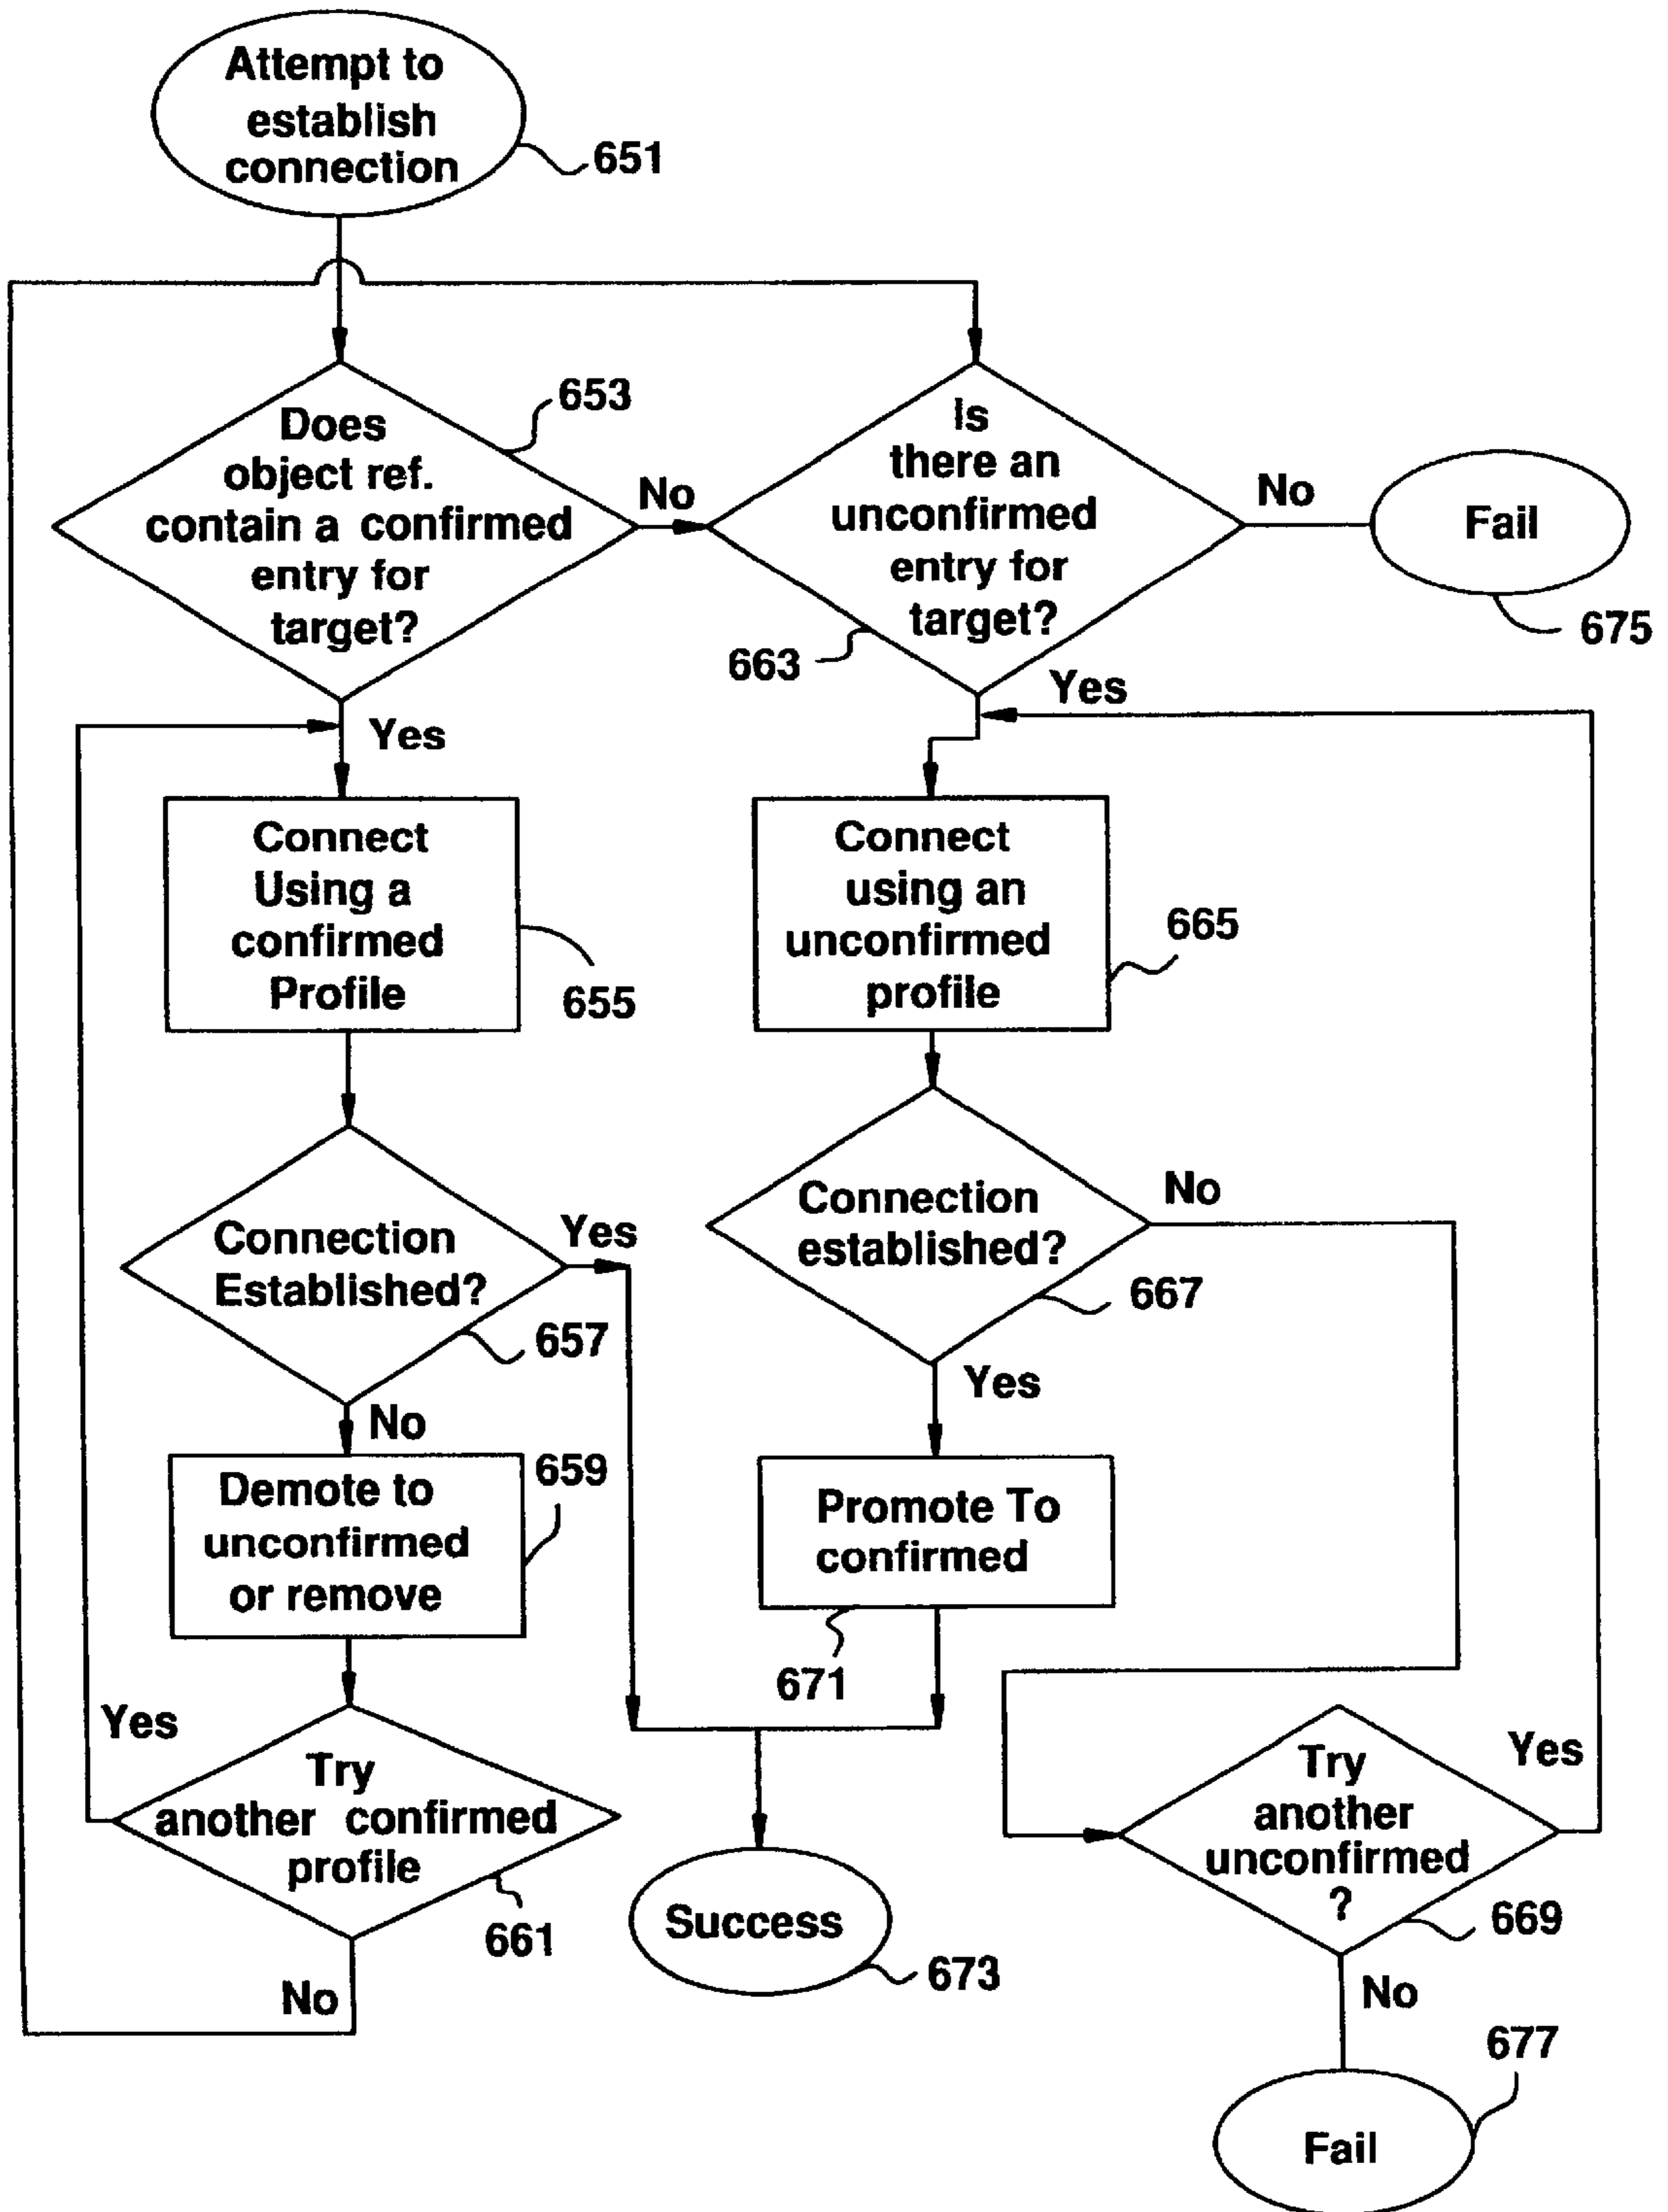 Attempt to
establish
connection
651
Does
object ref.
contain a confirmed
entry for
target?
653
No
Is
there an
unconfirmed
entry for
target?
663
No
Fail
675
Yes
Yes
Connect
Using a
confirmed
Profile
655
Connect
using an
unconfirmed
profile
665
Connection
Established?
657
Yes
Connection
established?
667
No
Yes
No
Demote to
unconfirmed
or remove
659
Promote To
confirmed
671
Yes
Try
another confirmed
profile
661
No
Success
673
Try
another
unconfirmed
?
669
Yes
No
677
Fail